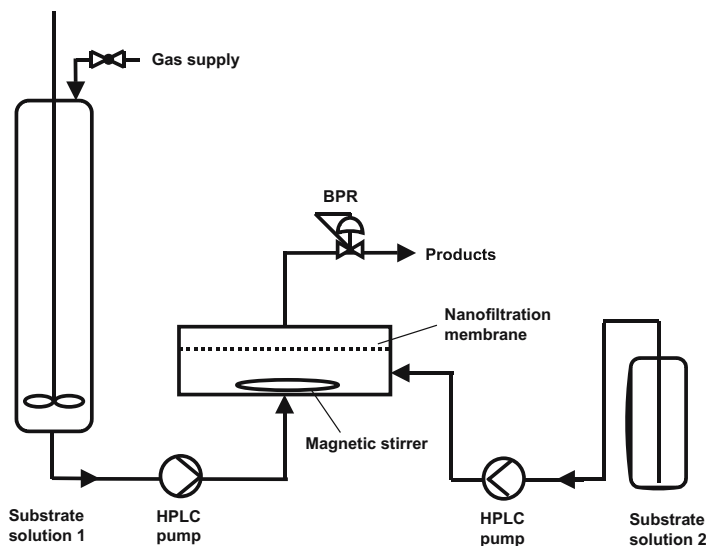 Gas supply
BPR
Products
Nanofiltration
membrane
Magnetic stirrer
Substrate
solution 1
HPLC
pump
HPLC
pump
Substrate
solution 2